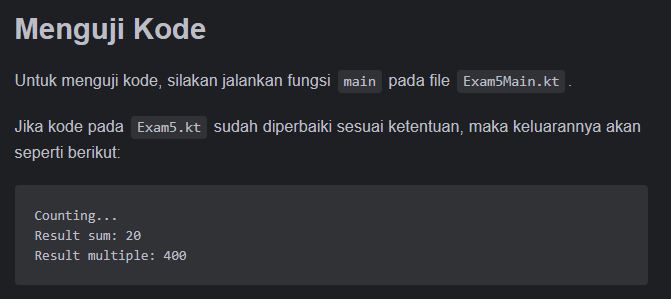 Menguji Kode
Untuk menguji kode, silakan jalankan fungsi main pada file Exam5Main.kt.
Jika kode pada Exam5.kt sudah diperbaiki sesuai ketentuan, maka keluarannya akan
seperti berikut:
Counting...
Result sum: 20
Result multiple: 400